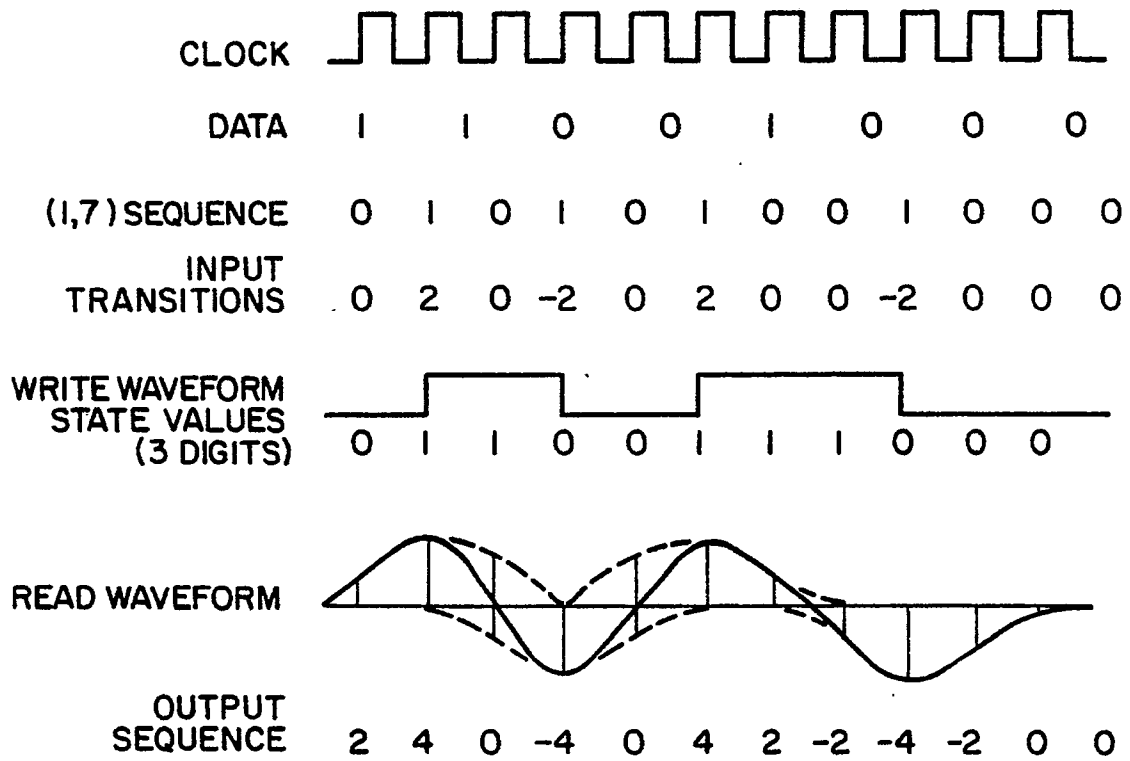 CLOCK
DATA 1 1 0 0 1 0 0 0
(1,7) SEQUENCE 0 1 0 1 0 1 0 0 1 0 0 0
INPUT
TRANSITIONS 0 2 0 -2 0 2 0 0 -2 0 0 0
WRITE WAVEFORM
STATE VALUES
(3 DIGITS) 0 1 1 0 0 1 1 1 0 0 0
READ WAVEFORM
OUTPUT
SEQUENCE 2 4 0 -4 0 4 2 -2 -4 -2 0 0